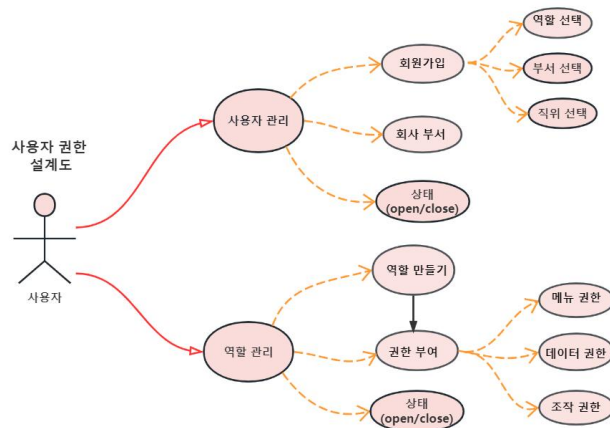 사용자 권한
설계도
사용자
사용자 관리
회원가입
역할 선택
부서 선택
직위 선택
회사 부서
상태
(open/close)
역할 관리
역할 만들기
권한 부여
메뉴 권한
데이터 권한
조작 권한
상태
(open/close)